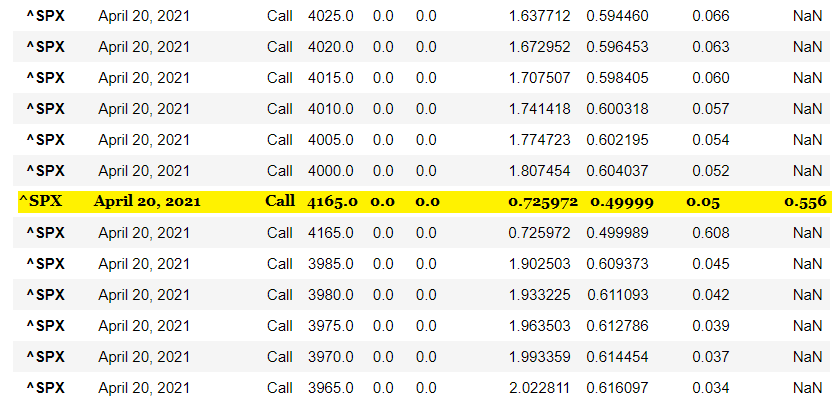 ^SPX April 20, 2021 Call 4025.0 0.0 0.0 1.637712 0.594460 0.066 NaN
^SPX April 20, 2021 Call 4020.0 0.0 0.0 1.672952 0.596453 0.063 NaN
^SPX April 20, 2021 Call 4015.0 0.0 0.0 1.707507 0.598405 0.060 NaN
^SPX April 20, 2021 Call 4010.0 0.0 0.0 1.741418 0.600318 0.057 NaN
^SPX April 20, 2021 Call 4005.0 0.0 0.0 1.774723 0.602195 0.054 NaN
^SPX April 20, 2021 Call 4000.0 0.0 0.0 1.807454 0.604037 0.052 NaN
^SPX April 20, 2021 Call 4165.0 0.0 0.0 0.725972 0.49999 0.05 0.556
^SPX April 20, 2021 Call 4165.0 0.0 0.0 0.725972 0.499989 0.608 NaN
^SPX April 20, 2021 Call 3985.0 0.0 0.0 1.902503 0.609373 0.045 NaN
^SPX April 20, 2021 Call 3980.0 0.0 0.0 1.933225 0.611093 0.042 NaN
^SPX April 20, 2021 Call 3975.0 0.0 0.0 1.963503 0.612786 0.039 NaN
^SPX April 20, 2021 Call 3970.0 0.0 0.0 1.993359 0.614454 0.037 NaN
^SPX April 20, 2021 Call 3965.0 0.0 0.0 2.022811 0.616097 0.034 NaN